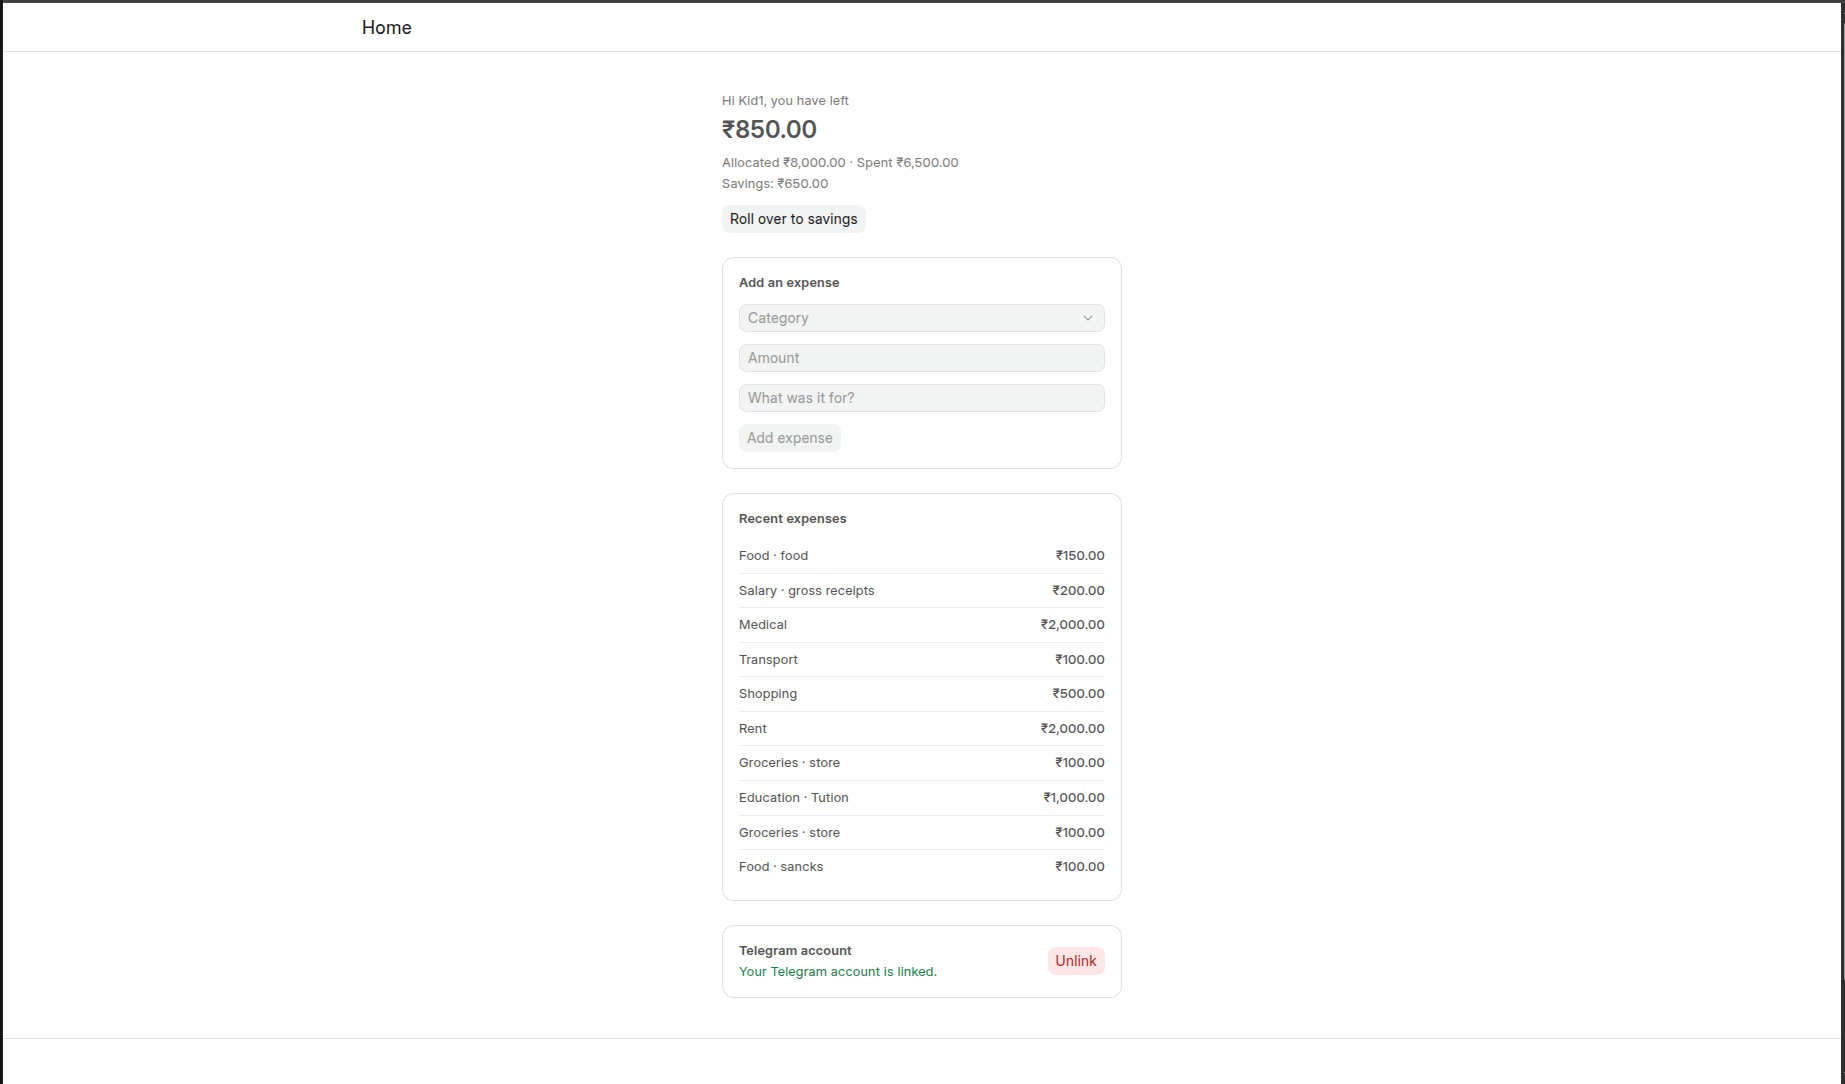 Home
Hi Kid1, you have left
₹850.00
Allocated ₹8,000.00 · Spent ₹6,500.00
Savings: ₹650.00
Roll over to savings
Add an expense
Category
Amount
What was it for?
Add expense
Recent expenses
Food · food ₹150.00
Salary · gross receipts ₹200.00
Medical ₹2,000.00
Transport ₹100.00
Shopping ₹500.00
Rent ₹2,000.00
Groceries · store ₹100.00
Education · Tution ₹1,000.00
Groceries · store ₹100.00
Food · sancks ₹100.00
Telegram account
Your Telegram account is linked.
Unlink